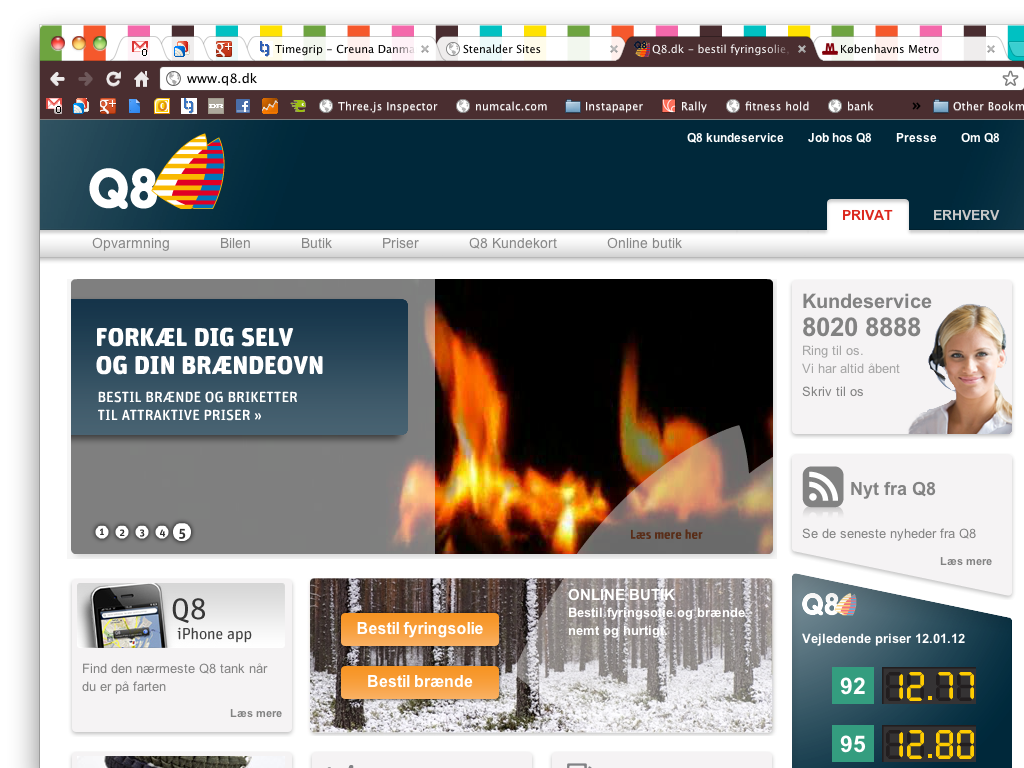 Timegrip – Creuna Danma
Stenalder Sites
Q8.dk – bestil fyringsolie,
Københavns Metro
www.q8.dk
Three.js Inspector
numcalc.com
Instapaper
Rally
fitness hold
bank
»
Other Bookm
Q8 kundeservice
Job hos Q8
Presse
Om Q8
Q8
PRIVAT
ERHVERV
Opvarmning
Bilen
Butik
Priser
Q8 Kundekort
Online butik
FORKÆL DIG SELV
OG DIN BRÆNDEOVN
BESTIL BRÆNDE OG BRIKETTER
TIL ATTRAKTIVE PRISER »
1 2 3 4 5
Læs mere her
Kundeservice
8020 8888
Ring til os.
Vi har altid åbent
Skriv til os
Nyt fra Q8
Se de seneste nyheder fra Q8
Læs mere
Q8
iPhone app
Find den nærmeste Q8 tank når
du er på farten
Læs mere
Bestil fyringsolie
Bestil brænde
ONLINE BUTIK
Bestil fyringsolie og brænde
nemt og hurtigt.
Q8
Vejledende priser 12.01.12
92 12.77
95 12.80